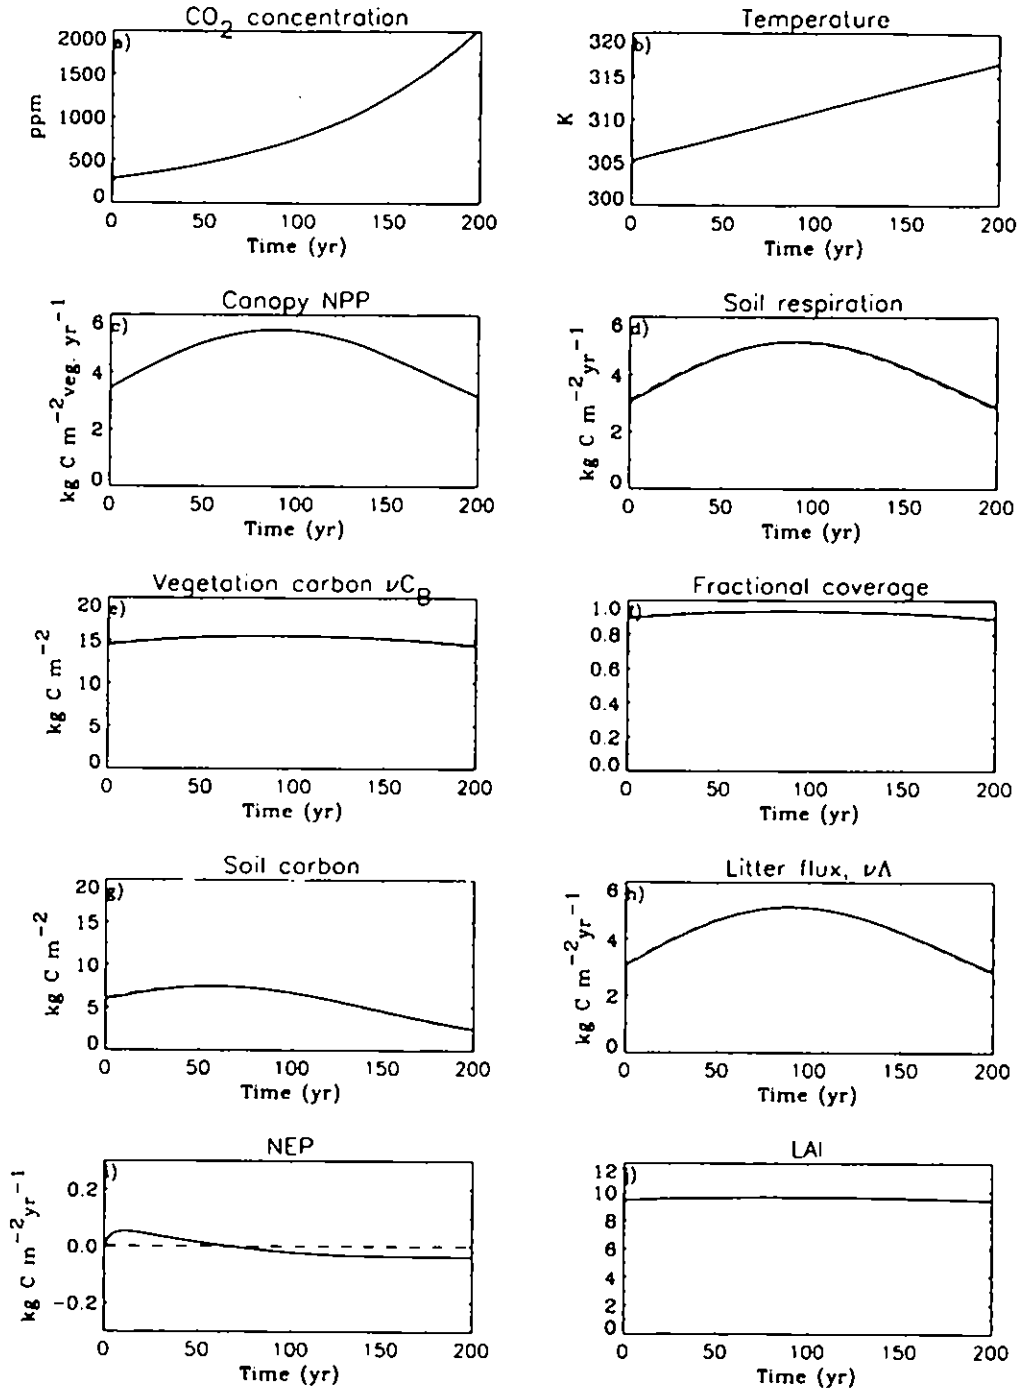 CO2 concentration
a)
2000
1500
1000
500
0
ppm
0 50 100 150 200
Time (yr)
Temperature
b)
320
315
310
305
300
K
0 50 100 150 200
Time (yr)
Canopy NPP
c)
6
4
2
0
kg C m−2 veg. yr−1
0 50 100 150 200
Time (yr)
Soil respiration
d)
6
4
2
0
kg C m−2 yr−1
0 50 100 150 200
Time (yr)
Vegetation carbon νCB
e)
20
15
10
5
0
kg C m−2
0 50 100 150 200
Time (yr)
Fractional coverage
f)
1.0
0.8
0.6
0.4
0.2
0.0
0 50 100 150 200
Time (yr)
Soil carbon
g)
20
15
10
5
0
kg C m−2
0 50 100 150 200
Time (yr)
Litter flux, νΛ
h)
6
4
2
0
kg C m−2 yr−1
0 50 100 150 200
Time (yr)
NEP
i)
0.2
0.0
−0.2
kg C m−2 yr−1
0 50 100 150 200
Time (yr)
LAI
j)
12
10
8
6
4
2
0
0 50 100 150 200
Time (yr)